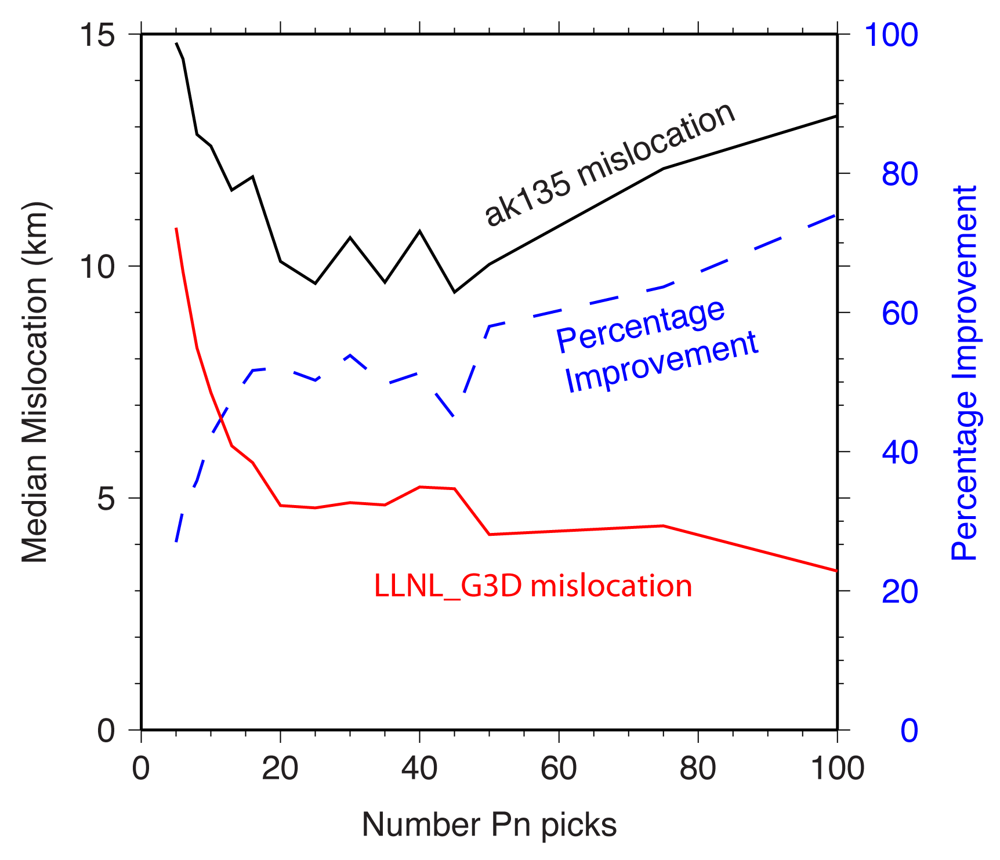 15
10
5
0
Median Mislocation (km)
100
80
60
40
20
0
Percentage Improvement
ak135 mislocation
Percentage
Improvement
LLNL_G3D mislocation
0 20 40 60 80 100
Number Pn picks